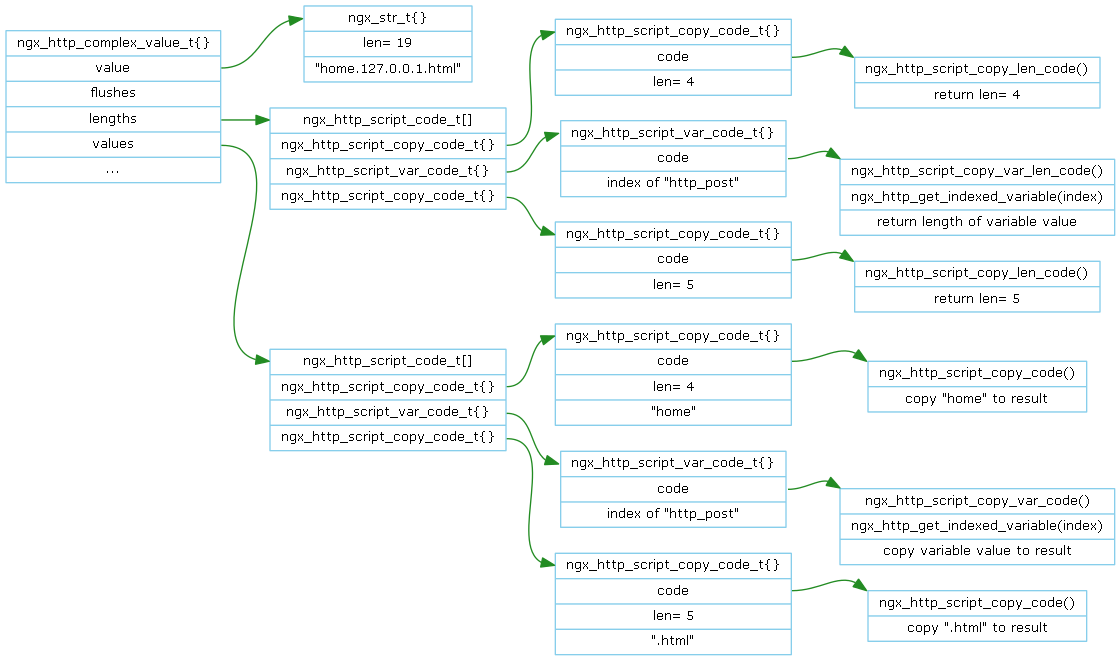 ngx_http_complex_value_t{}
value
flushes
lengths
values
...
ngx_str_t{}
len= 19
"home.127.0.0.1.html"
ngx_http_script_code_t[]
ngx_http_script_copy_code_t{}
ngx_http_script_var_code_t{}
ngx_http_script_copy_code_t{}
ngx_http_script_copy_code_t{}
code
len= 4
ngx_http_script_copy_len_code()
return len= 4
ngx_http_script_var_code_t{}
code
index of "http_post"
ngx_http_script_copy_var_len_code()
ngx_http_get_indexed_variable(index)
return length of variable value
ngx_http_script_copy_code_t{}
code
len= 5
ngx_http_script_copy_len_code()
return len= 5
ngx_http_script_code_t[]
ngx_http_script_copy_code_t{}
ngx_http_script_var_code_t{}
ngx_http_script_copy_code_t{}
ngx_http_script_copy_code_t{}
code
len= 4
"home"
ngx_http_script_copy_code()
copy "home" to result
ngx_http_script_var_code_t{}
code
index of "http_post"
ngx_http_script_copy_var_code()
ngx_http_get_indexed_variable(index)
copy variable value to result
ngx_http_script_copy_code_t{}
code
len= 5
".html"
ngx_http_script_copy_code()
copy ".html" to result